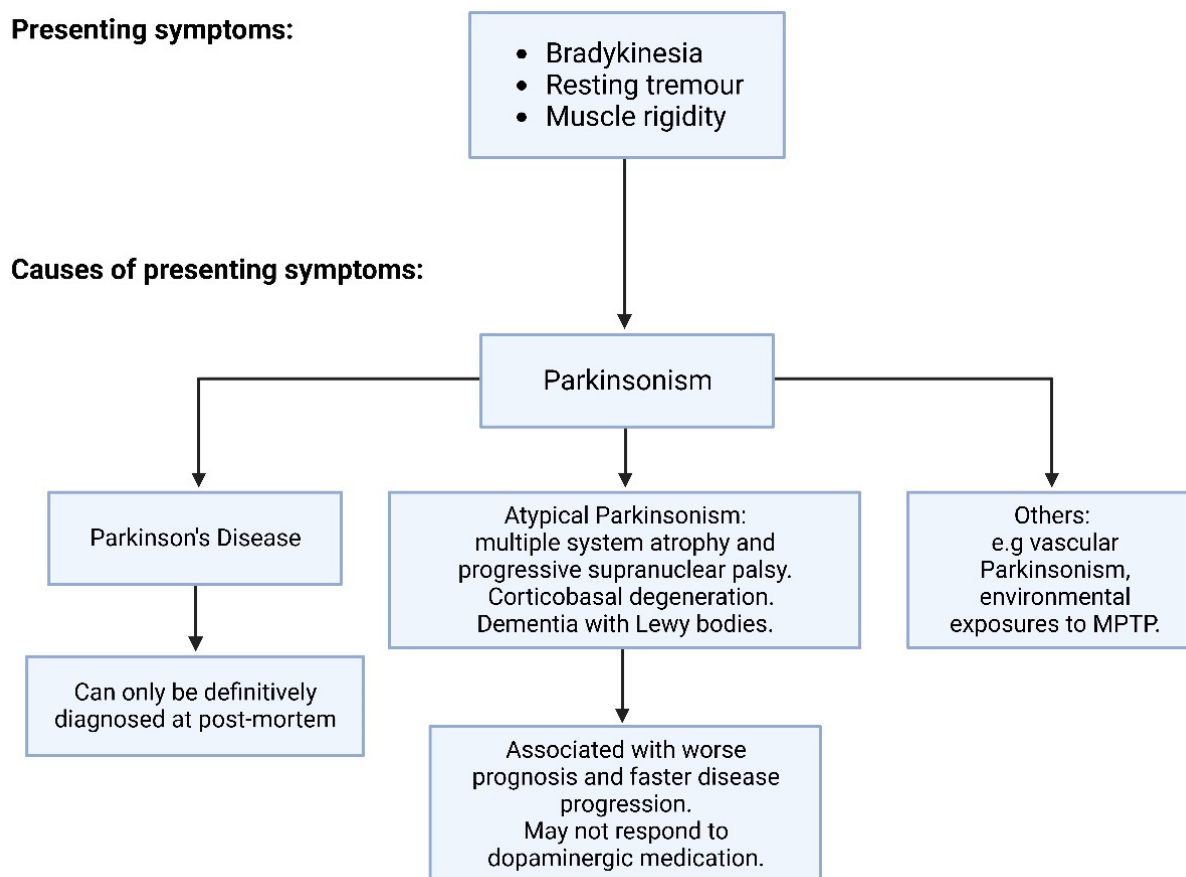 Presenting symptoms:
• Bradykinesia
• Resting tremour
• Muscle rigidity
Causes of presenting symptoms:
Parkinsonism
Parkinson's Disease
Atypical Parkinsonism:
multiple system atrophy and
progressive supranuclear palsy.
Corticobasal degeneration.
Dementia with Lewy bodies.
Others:
e.g vascular
Parkinsonism,
environmental
exposures to MPTP.
Can only be definitively
diagnosed at post-mortem
Associated with worse
prognosis and faster disease
progression.
May not respond to
dopaminergic medication.